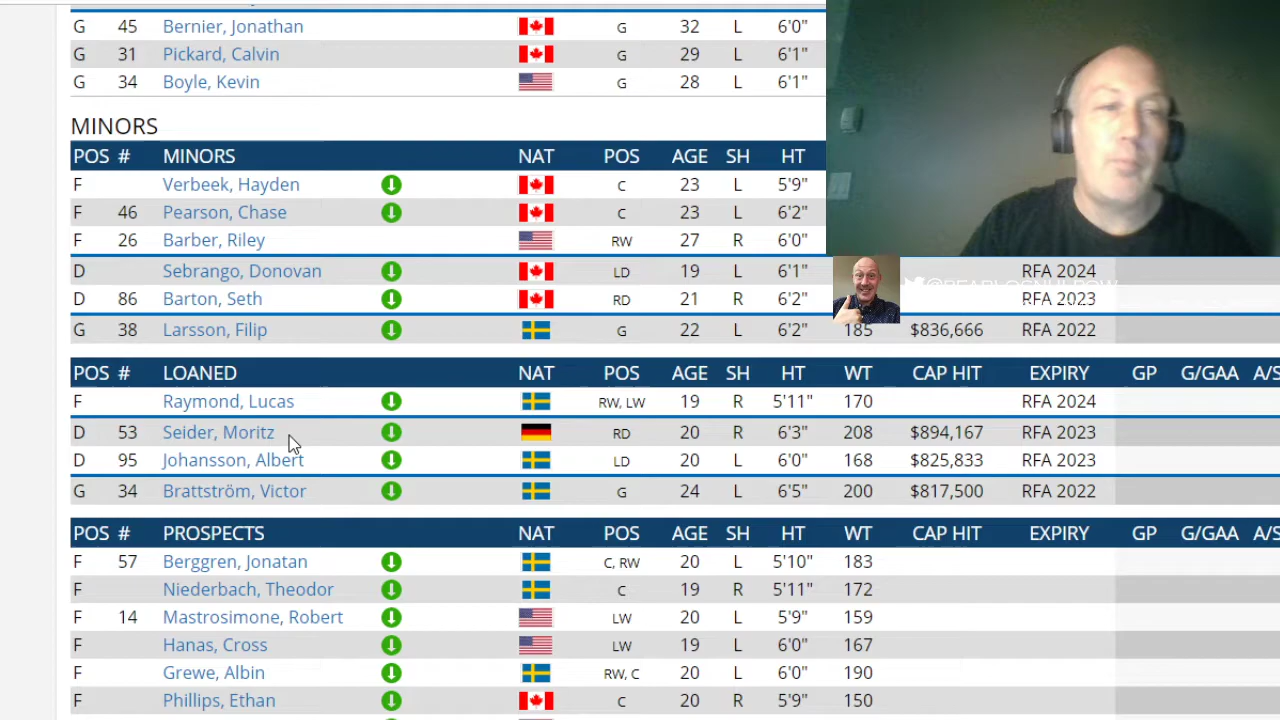 G 45 Bernier, Jonathan G 32 L 6'0"
G 31 Pickard, Calvin G 29 L 6'1"
G 34 Boyle, Kevin G 28 L 6'1"
MINORS
POS # MINORS NAT POS AGE SH HT
F Verbeek, Hayden C 23 L 5'9"
F 46 Pearson, Chase C 23 L 6'2"
F 26 Barber, Riley RW 27 R 6'0"
D Sebrango, Donovan LD 19 L 6'1" RFA 2024
D 86 Barton, Seth RD 21 R 6'2" RFA 2023
G 38 Larsson, Filip G 22 L 6'2" 185 $836,666 RFA 2022
POS # LOANED NAT POS AGE SH HT WT CAP HIT EXPIRY GP G/GAA A/S
F Raymond, Lucas RW, LW 19 R 5'11" 170 RFA 2024
D 53 Seider, Moritz RD 20 R 6'3" 208 $894,167 RFA 2023
D 95 Johansson, Albert LD 20 L 6'0" 168 $825,833 RFA 2023
G 34 Brattström, Victor G 24 L 6'5" 200 $817,500 RFA 2022
POS # PROSPECTS NAT POS AGE SH HT WT CAP HIT EXPIRY GP G/GAA A/S
F 57 Berggren, Jonatan C, RW 20 L 5'10" 183
F Niederbach, Theodor C 19 R 5'11" 172
F 14 Mastrosimone, Robert LW 20 L 5'9" 159
F Hanas, Cross LW 19 L 6'0" 167
F Grewe, Albin RW, C 20 L 6'0" 190
F Phillips, Ethan C 20 R 5'9" 150